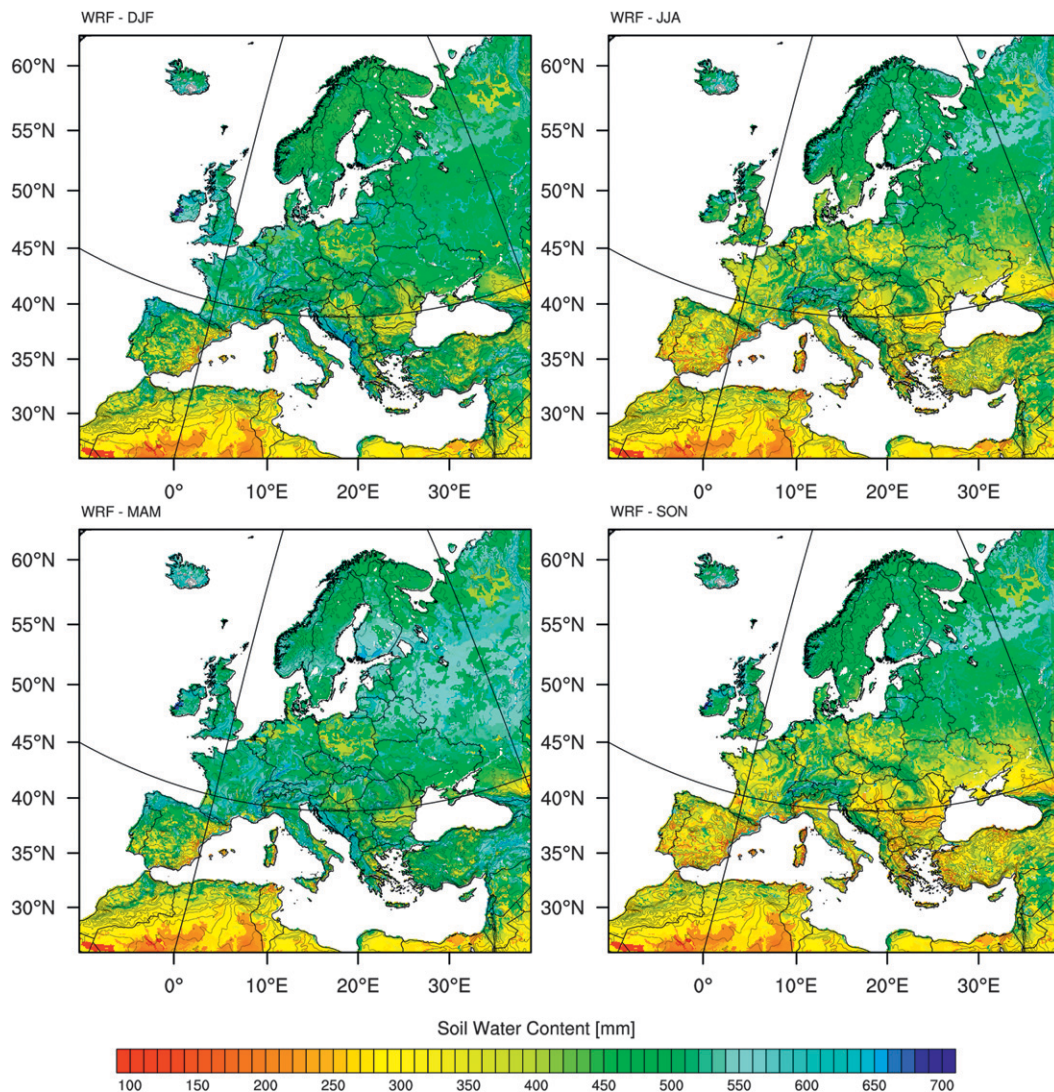 WRF - DJF
WRF - JJA
60°N
55°N
50°N
45°N
40°N
35°N
30°N
0° 10°E 20°E 30°E
60°N
55°N
50°N
45°N
40°N
35°N
30°N
0° 10°E 20°E 30°E
WRF - MAM
WRF - SON
60°N
55°N
50°N
45°N
40°N
35°N
30°N
0° 10°E 20°E 30°E
60°N
55°N
50°N
45°N
40°N
35°N
30°N
0° 10°E 20°E 30°E
Soil Water Content [mm]
100 150 200 250 300 350 400 450 500 550 600 650 700